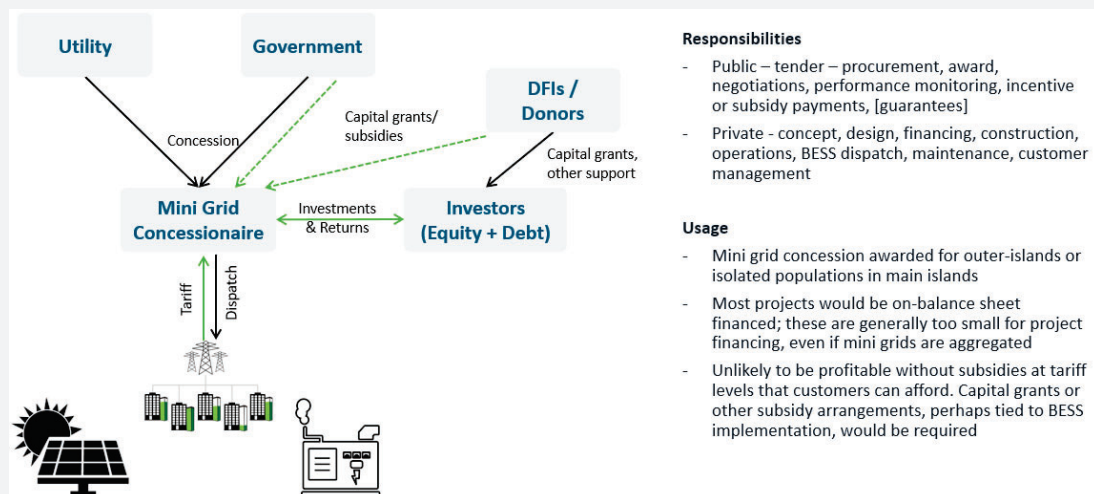 Utility
Government
DFIs /
Donors
Concession
Capital grants/
subsidies
Capital grants,
other support
Mini Grid
Concessionaire
Investments
& Returns
Investors
(Equity + Debt)
Tariff
Dispatch
Responsibilities
- Public – tender – procurement, award,
negotiations, performance monitoring, incentive
or subsidy payments, [guarantees]
- Private - concept, design, financing, construction,
operations, BESS dispatch, maintenance, customer
management
Usage
- Mini grid concession awarded for outer-islands or
isolated populations in main islands
- Most projects would be on-balance sheet
financed; these are generally too small for project
financing, even if mini grids are aggregated
- Unlikely to be profitable without subsidies at tariff
levels that customers can afford. Capital grants or
other subsidy arrangements, perhaps tied to BESS
implementation, would be required